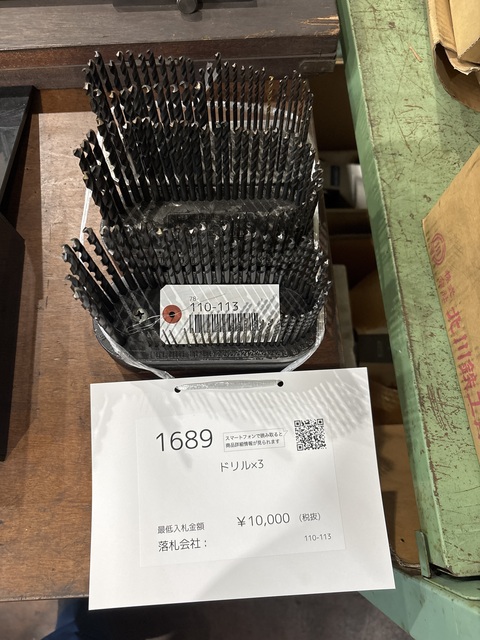 78
110-113
1689
スマートフォンで読み取ると
商品詳細情報が見られます
ドリル×3
最低入札金額
¥10,000 (税抜)
落札会社：
110-113